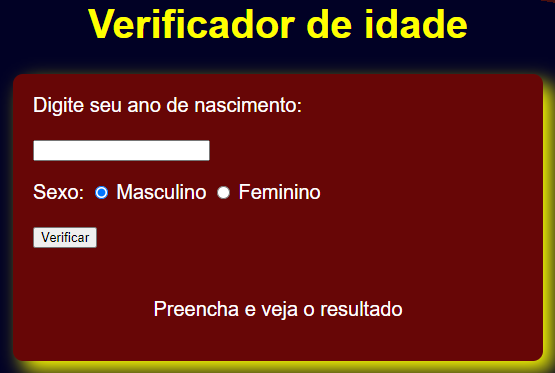 Verificador de idade
Digite seu ano de nascimento:
Sexo: Masculino Feminino
Verificar
Preencha e veja o resultado